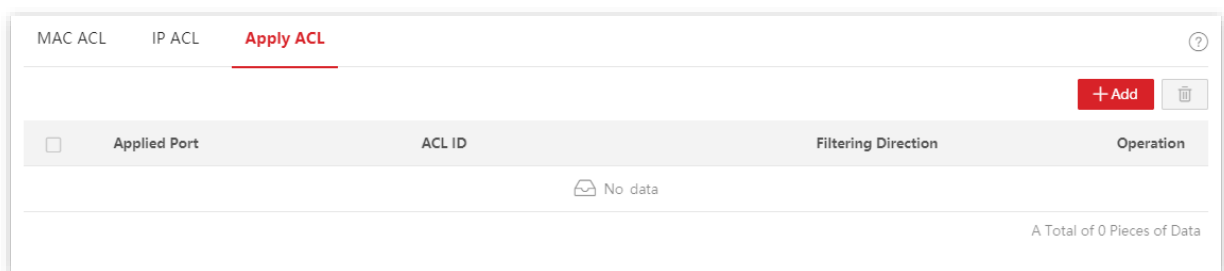 MAC ACL IP ACL Apply ACL ?
+ Add
Applied Port ACL ID Filtering Direction Operation
No data
A Total of 0 Pieces of Data